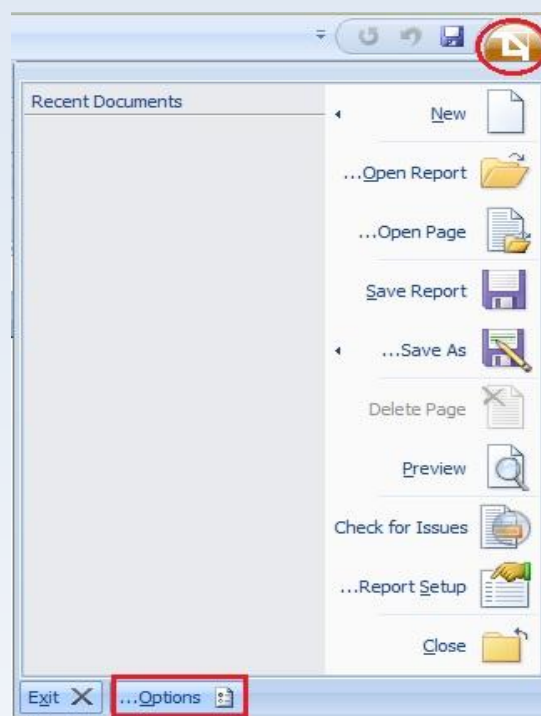 Recent Documents
New
...Open Report
...Open Page
Save Report
...Save As
Delete Page
Preview
Check for Issues
...Report Setup
Close
Exit
...Options